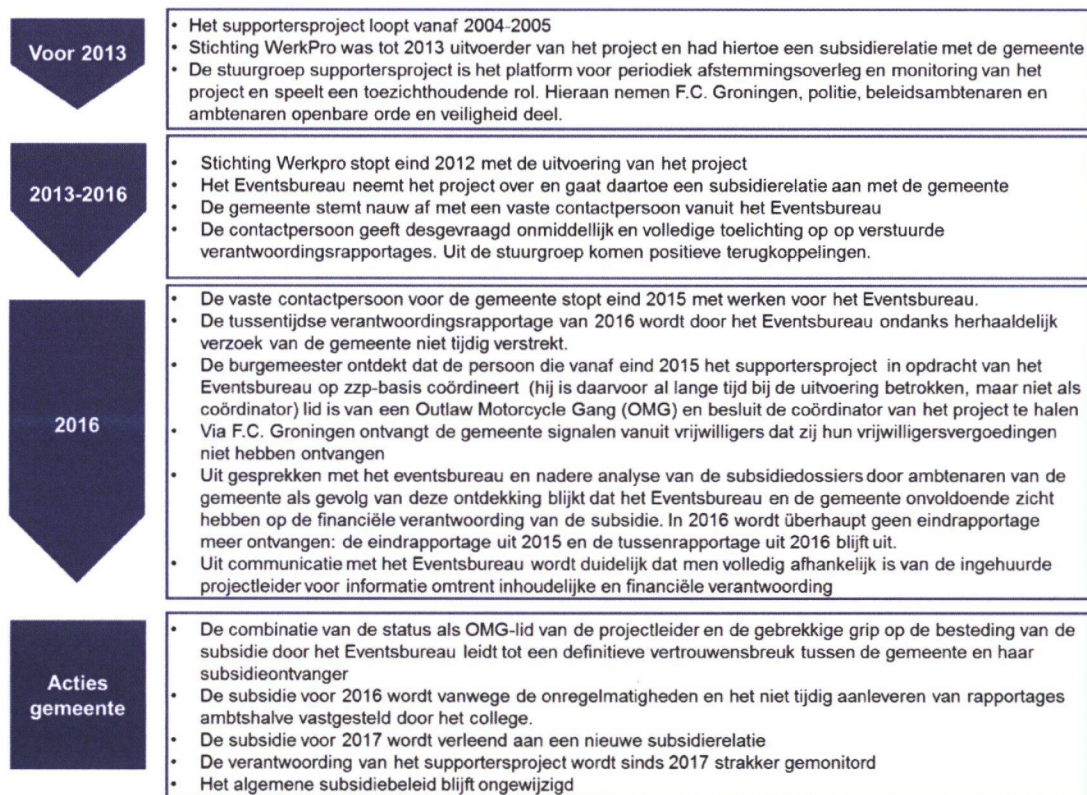 Voor 2013
• Het supportersproject loopt vanaf 2004-2005
• Stichting WerkPro was tot 2013 uitvoerder van het project en had hiertoe een subsidierelatie met de gemeente
• De stuurgroep supportersproject is het platform voor periodiek afstemmingsoverleg en monitoring van het
project en speelt een toezichthoudende rol. Hieraan nemen F.C. Groningen, politie, beleidsambtenaren en
ambtenaren openbare orde en veiligheid deel.
2013-2016
• Stichting Werkpro stopt eind 2012 met de uitvoering van het project
• Het Eventsbureau neemt het project over en gaat daartoe een subsidierelatie aan met de gemeente
• De gemeente stemt nauw af met een vaste contactpersoon vanuit het Eventsbureau
• De contactpersoon geeft desgevraagd onmiddellijk en volledige toelichting op op verstuurde
verantwoordingsrapportages. Uit de stuurgroep komen positieve terugkoppelingen.
2016
• De vaste contactpersoon voor de gemeente stopt eind 2015 met werken voor het Eventsbureau.
• De tussentijdse verantwoordingsrapportage van 2016 wordt door het Eventsbureau ondanks herhaaldelijk
verzoek van de gemeente niet tijdig verstrekt.
• De burgemeester ontdekt dat de persoon die vanaf eind 2015 het supportersproject in opdracht van het
Eventsbureau op zzp-basis coördineert (hij is daarvoor al lange tijd bij de uitvoering betrokken, maar niet als
coördinator) lid is van een Outlaw Motorcycle Gang (OMG) en besluit de coördinator van het project te halen
• Via F.C. Groningen ontvangt de gemeente signalen vanuit vrijwilligers dat zij hun vrijwilligersvergoedingen
niet hebben ontvangen
• Uit gesprekken met het eventsbureau en nadere analyse van de subsidiedossiers door ambtenaren van de
gemeente als gevolg van deze ontdekking blijkt dat het Eventsbureau en de gemeente onvoldoende zicht
hebben op de financiële verantwoording van de subsidie. In 2016 wordt überhaupt geen eindrapportage
meer ontvangen: de eindrapportage uit 2015 en de tussenrapportage uit 2016 blijft uit.
• Uit communicatie met het Eventsbureau wordt duidelijk dat men volledig afhankelijk is van de ingehuurde
projectleider voor informatie omtrent inhoudelijke en financiële verantwoording
Acties
gemeente
• De combinatie van de status als OMG-lid van de projectleider en de gebrekkige grip op de besteding van de
subsidie door het Eventsbureau leidt tot een definitieve vertrouwensbreuk tussen de gemeente en haar
subsidieontvanger
• De subsidie voor 2016 wordt vanwege de onregelmatigheden en het niet tijdig aanleveren van rapportages
ambtshalve vastgesteld door het college.
• De subsidie voor 2017 wordt verleend aan een nieuwe subsidierelatie
• De verantwoording van het supportersproject wordt sinds 2017 strakker gemonitord
• Het algemene subsidiebeleid blijft ongewijzigd